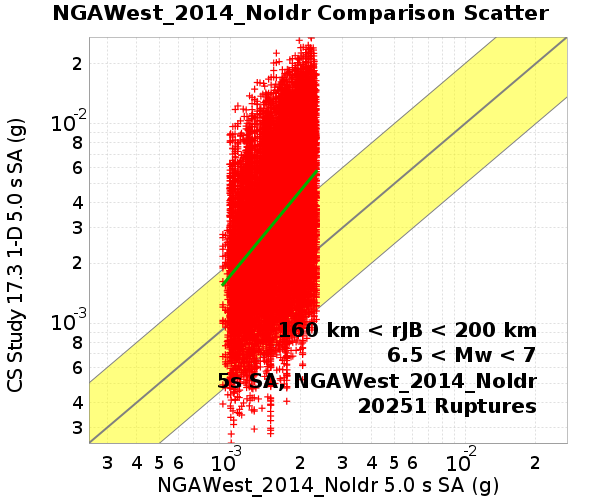 NGAWest_2014_NoIdr Comparison Scatter
CS Study 17.3 1-D 5.0 s SA (g)
2
10-2
8
6
4
3
2
10-3
8
6
4
3
160 km < rJB < 200 km
6.5 < Mw < 7
5s SA, NGAWest_2014_NoIdr
20251 Ruptures
3 4 5 6 10-3 2 3 4 5 6 10-2 2
NGAWest_2014_NoIdr 5.0 s SA (g)